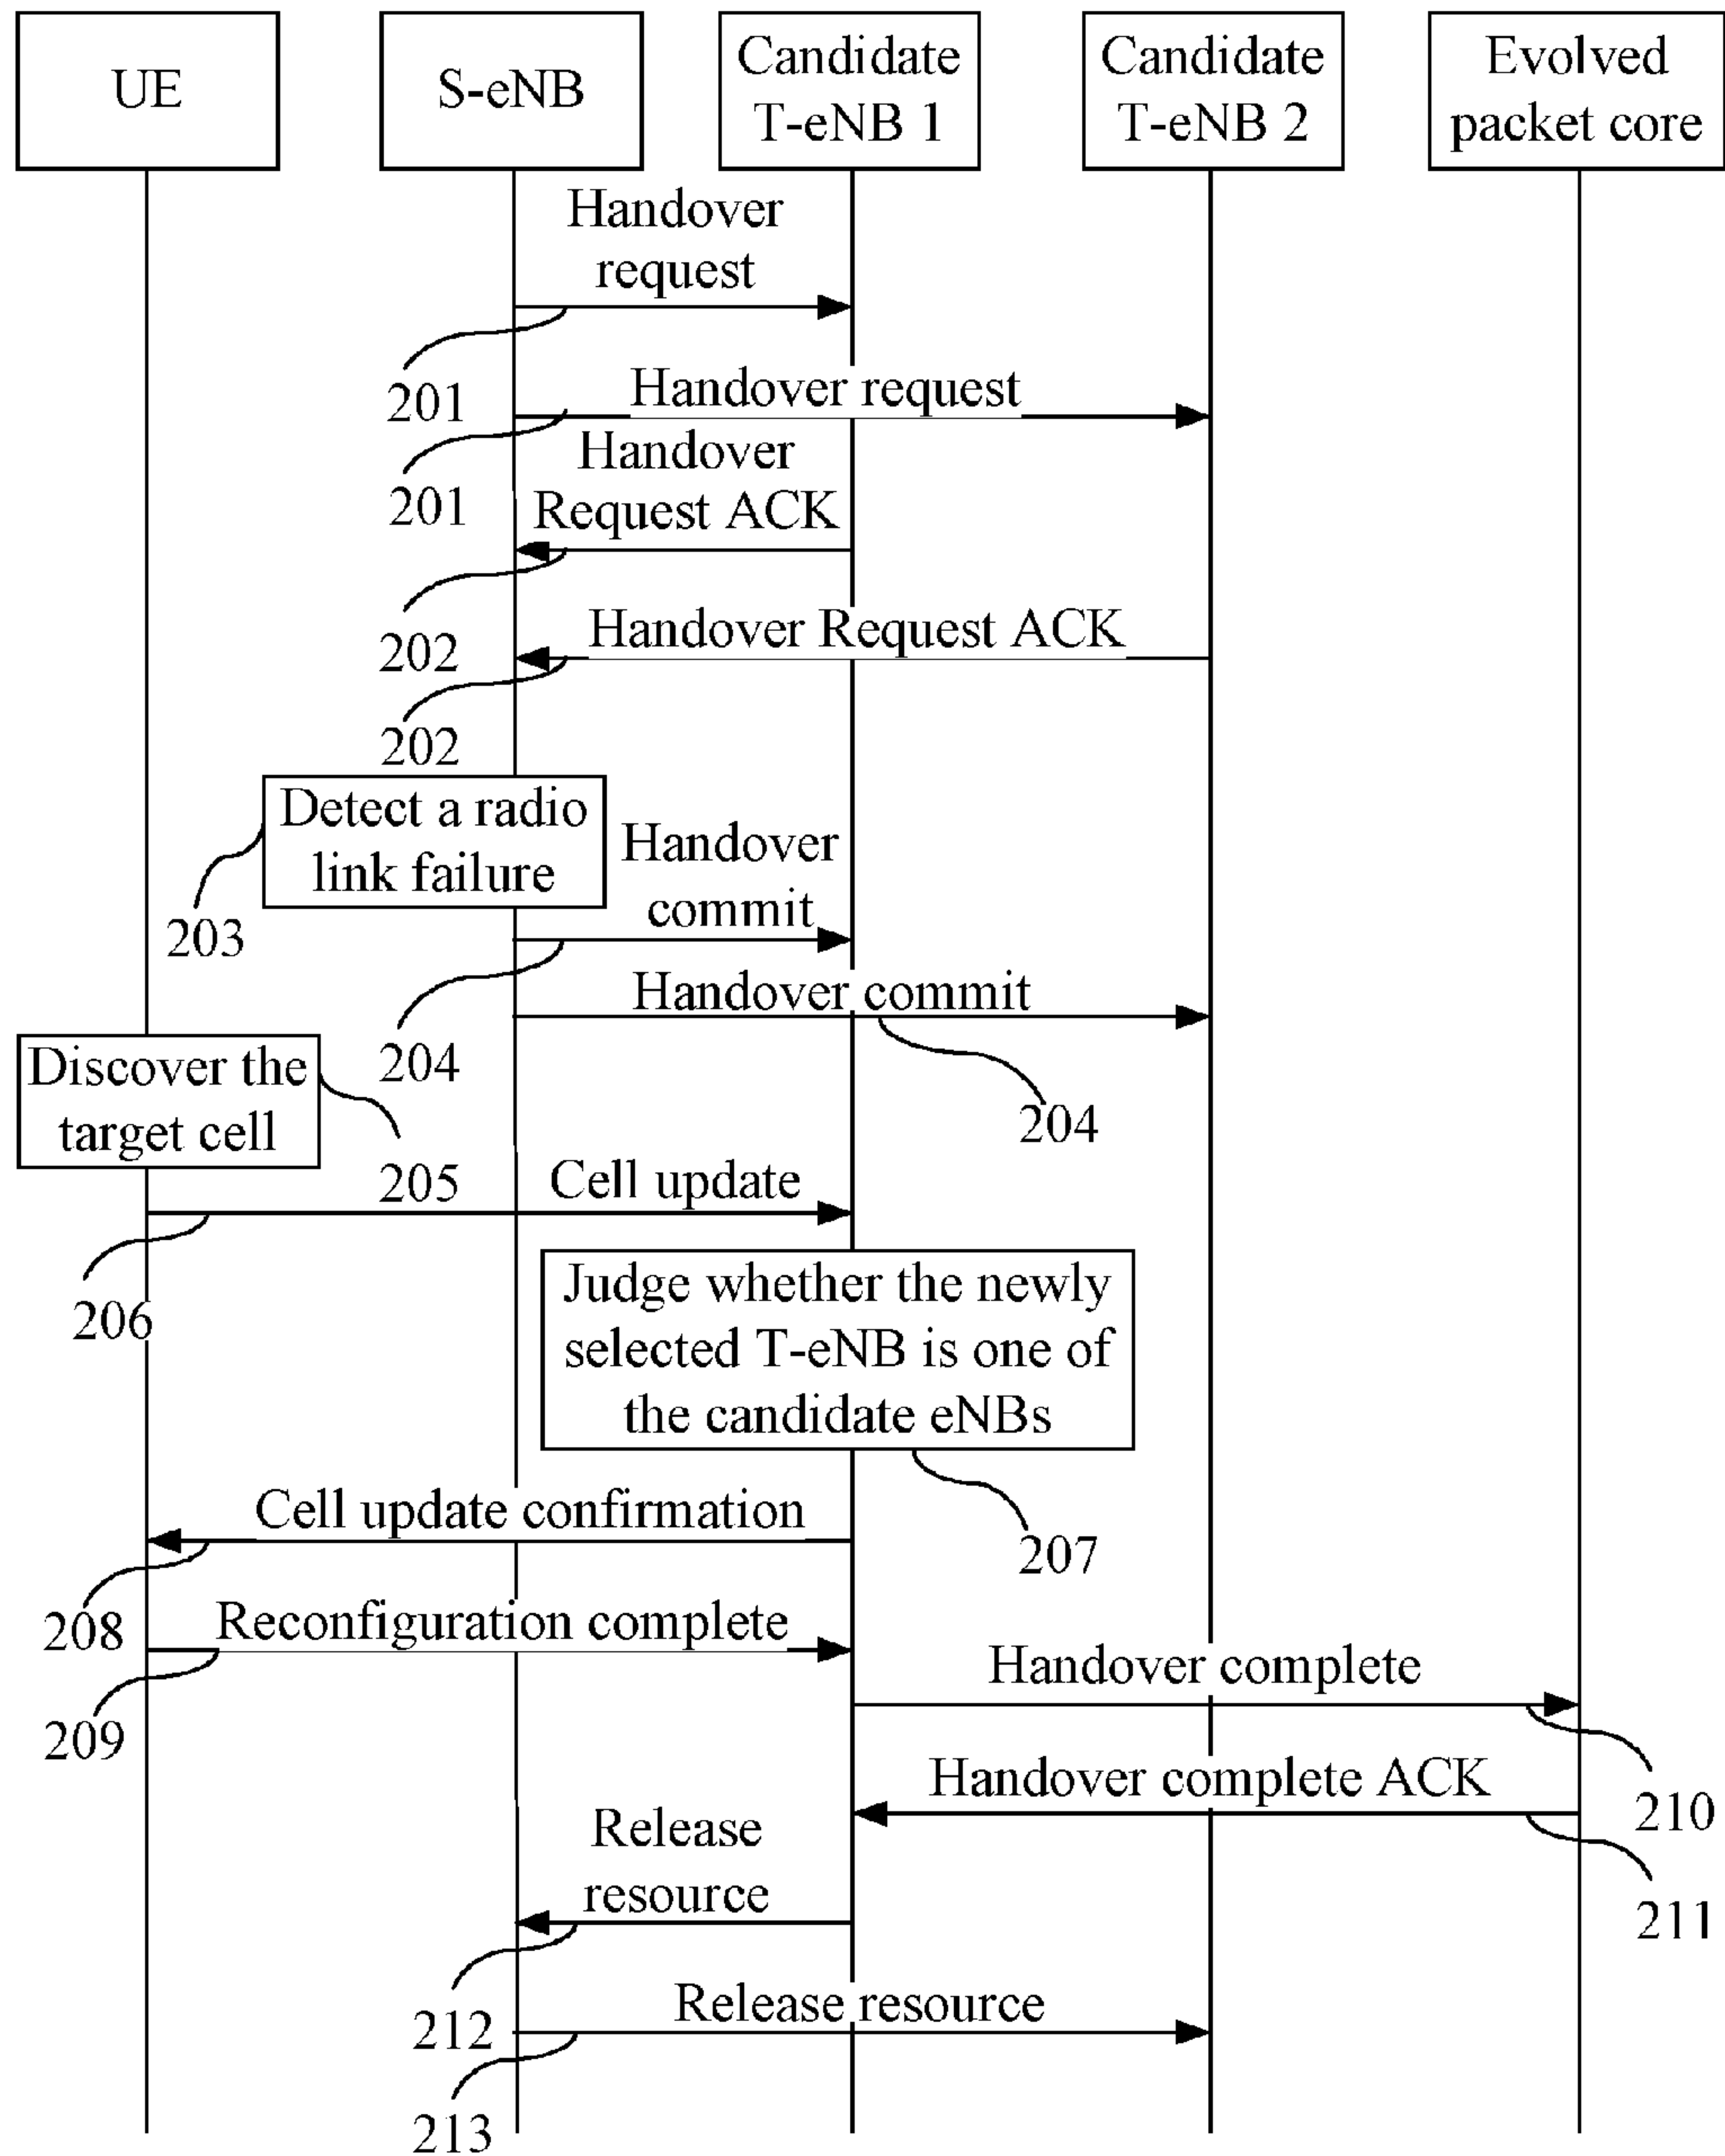 UE
S-eNB
Candidate
T-eNB 1
Candidate
T-eNB 2
Evolved
packet core
Handover
request
201
Handover request
201
Handover
Request ACK
202
Handover Request ACK
202
Detect a radio
link failure
203
Handover
commit
204
Handover commit
204
Discover the
target cell
205
Cell update
206
Judge whether the newly
selected T-eNB is one of
the candidate eNBs
207
Cell update confirmation
208
Reconfiguration complete
209
Handover complete
210
Handover complete ACK
211
Release
resource
212
Release resource
213